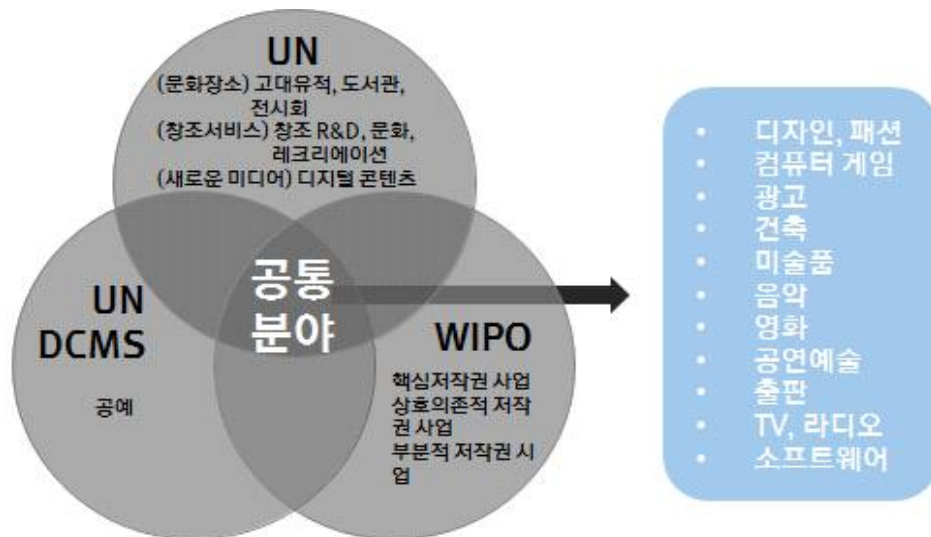 UN
(문화장소) 고대유적, 도서관,
전시회
(창조서비스) 창조 R&D, 문화,
레크리에이션
(새로운 미디어) 디지털 콘텐츠
UN
DCMS
공예
공통
분야
WIPO
핵심저작권 사업
상호의존적 저작
권 사업
부분적 저작권 시
업
• 디자인, 패션
• 컴퓨터 게임
• 광고
• 건축
• 미술품
• 음악
• 영화
• 공연예술
• 출판
• TV, 라디오
• 소프트웨어